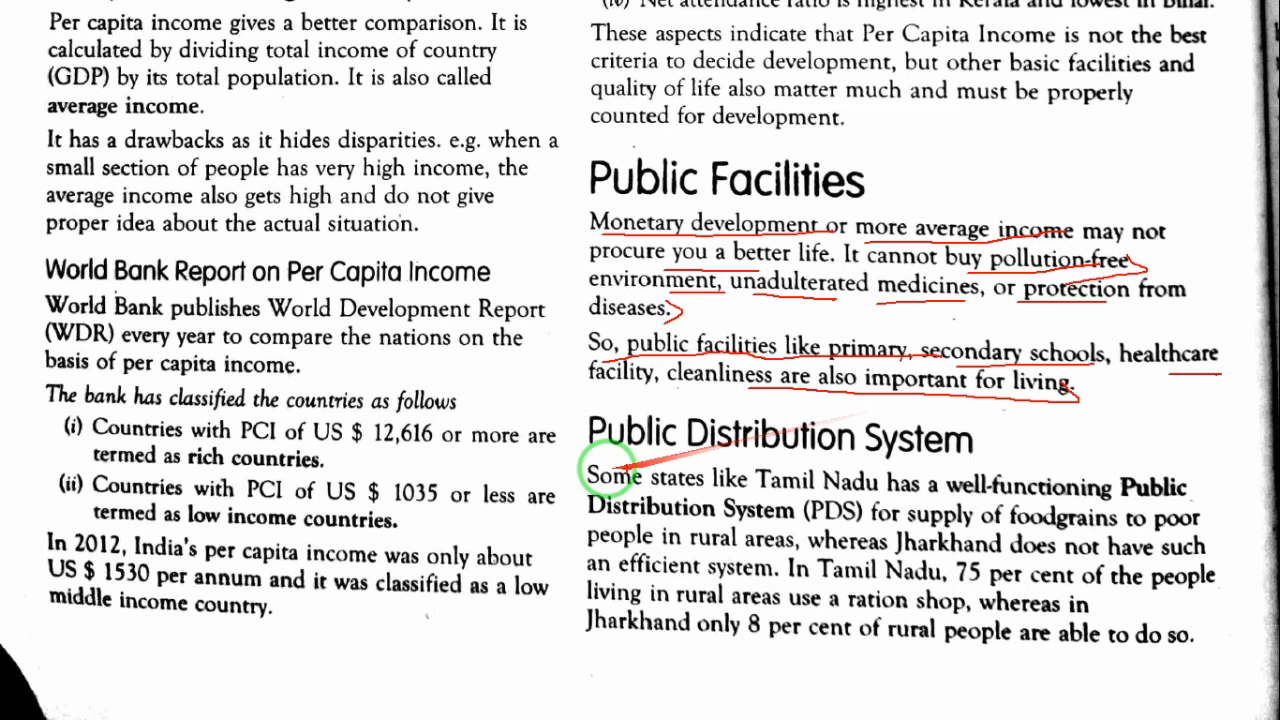 Per capita income gives a better comparison. It is
calculated by dividing total income of country
(GDP) by its total population. It is also called
average income.
It has a drawbacks as it hides disparities. e.g. when a
small section of people has very high income, the
average income also gets high and do not give
proper idea about the actual situation.
World Bank Report on Per Capita Income
World Bank publishes World Development Report
(WDR) every year to compare the nations on the
basis of per capita income.
The bank has classified the countries as follows
(i) Countries with PCI of US $ 12,616 or more are
termed as rich countries.
(ii) Countries with PCI of US $ 1035 or less are
termed as low income countries.
In 2012, India's per capita income was only about
US $ 1530 per annum and it was classified as a low
middle income country.
(iv) Net attendance ratio is highest in Kerala and lowest in Bihar.
These aspects indicate that Per Capita Income is not the best
criteria to decide development, but other basic facilities and
quality of life also matter much and must be properly
counted for development.
Public Facilities
Monetary development or more average income may not
procure you a better life. It cannot buy pollution-free
environment, unadulterated medicines, or protection from
diseases.
So, public facilities like primary, secondary schools, healthcare
facility, cleanliness are also important for living.
Public Distribution System
Some states like Tamil Nadu has a well-functioning Public
Distribution System (PDS) for supply of foodgrains to poor
people in rural areas, whereas Jharkhand does not have such
an efficient system. In Tamil Nadu, 75 per cent of the people
living in rural areas use a ration shop, whereas in
Jharkhand only 8 per cent of rural people are able to do so.